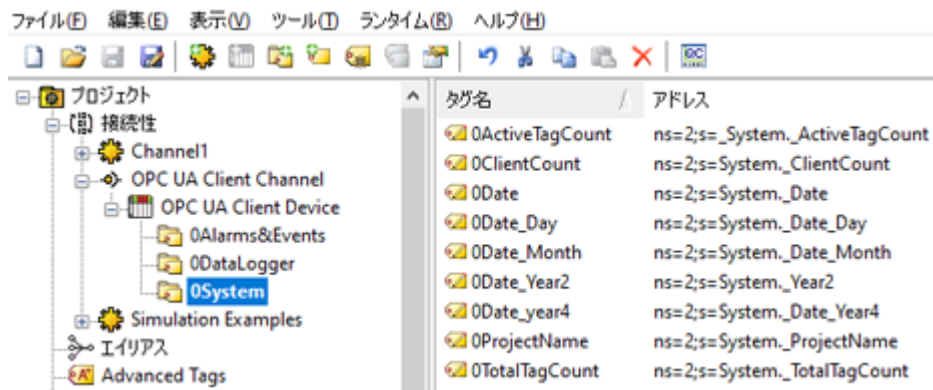 ファイル(F) 編集(E) 表示(V) ツール(T) ランタイム(R) ヘルプ(H)
プロジェクト
接続性
Channel1
OPC UA Client Channel
OPC UA Client Device
0Alarms&Events
0DataLogger
0System
Simulation Examples
エイリアス
Advanced Tags
タグ名 アドレス
0ActiveTagCount ns=2;s=_System._ActiveTagCount
0ClientCount ns=2;s=System._ClientCount
0Date ns=2;s=System._Date
0Date_Day ns=2;s=System._Date_Day
0Date_Month ns=2;s=System._Date_Month
0Date_Year2 ns=2;s=System._Year2
0Date_year4 ns=2;s=System._Date_Year4
0ProjectName ns=2;s=System._ProjectName
0TotalTagCount ns=2;s=System._TotalTagCount